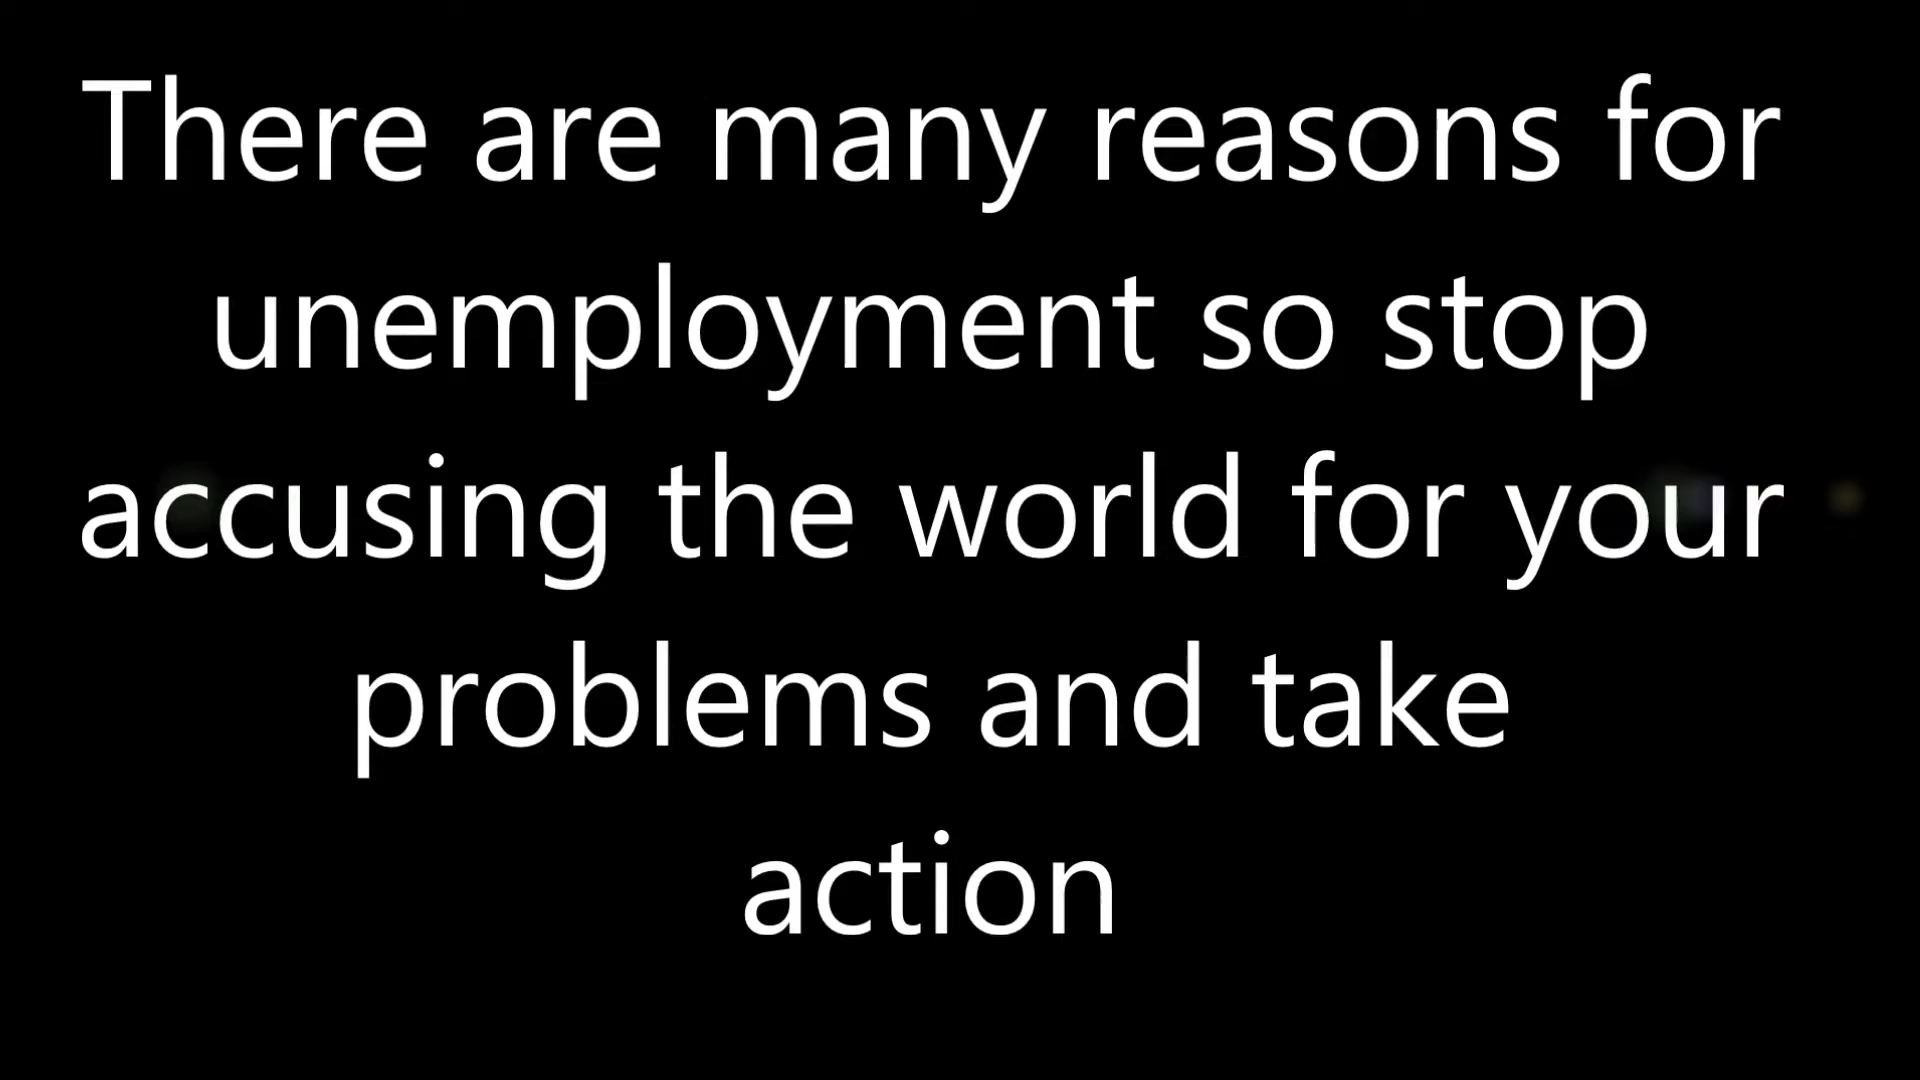 There are many reasons for
unemployment so stop
accusing the world for your
problems and take
action